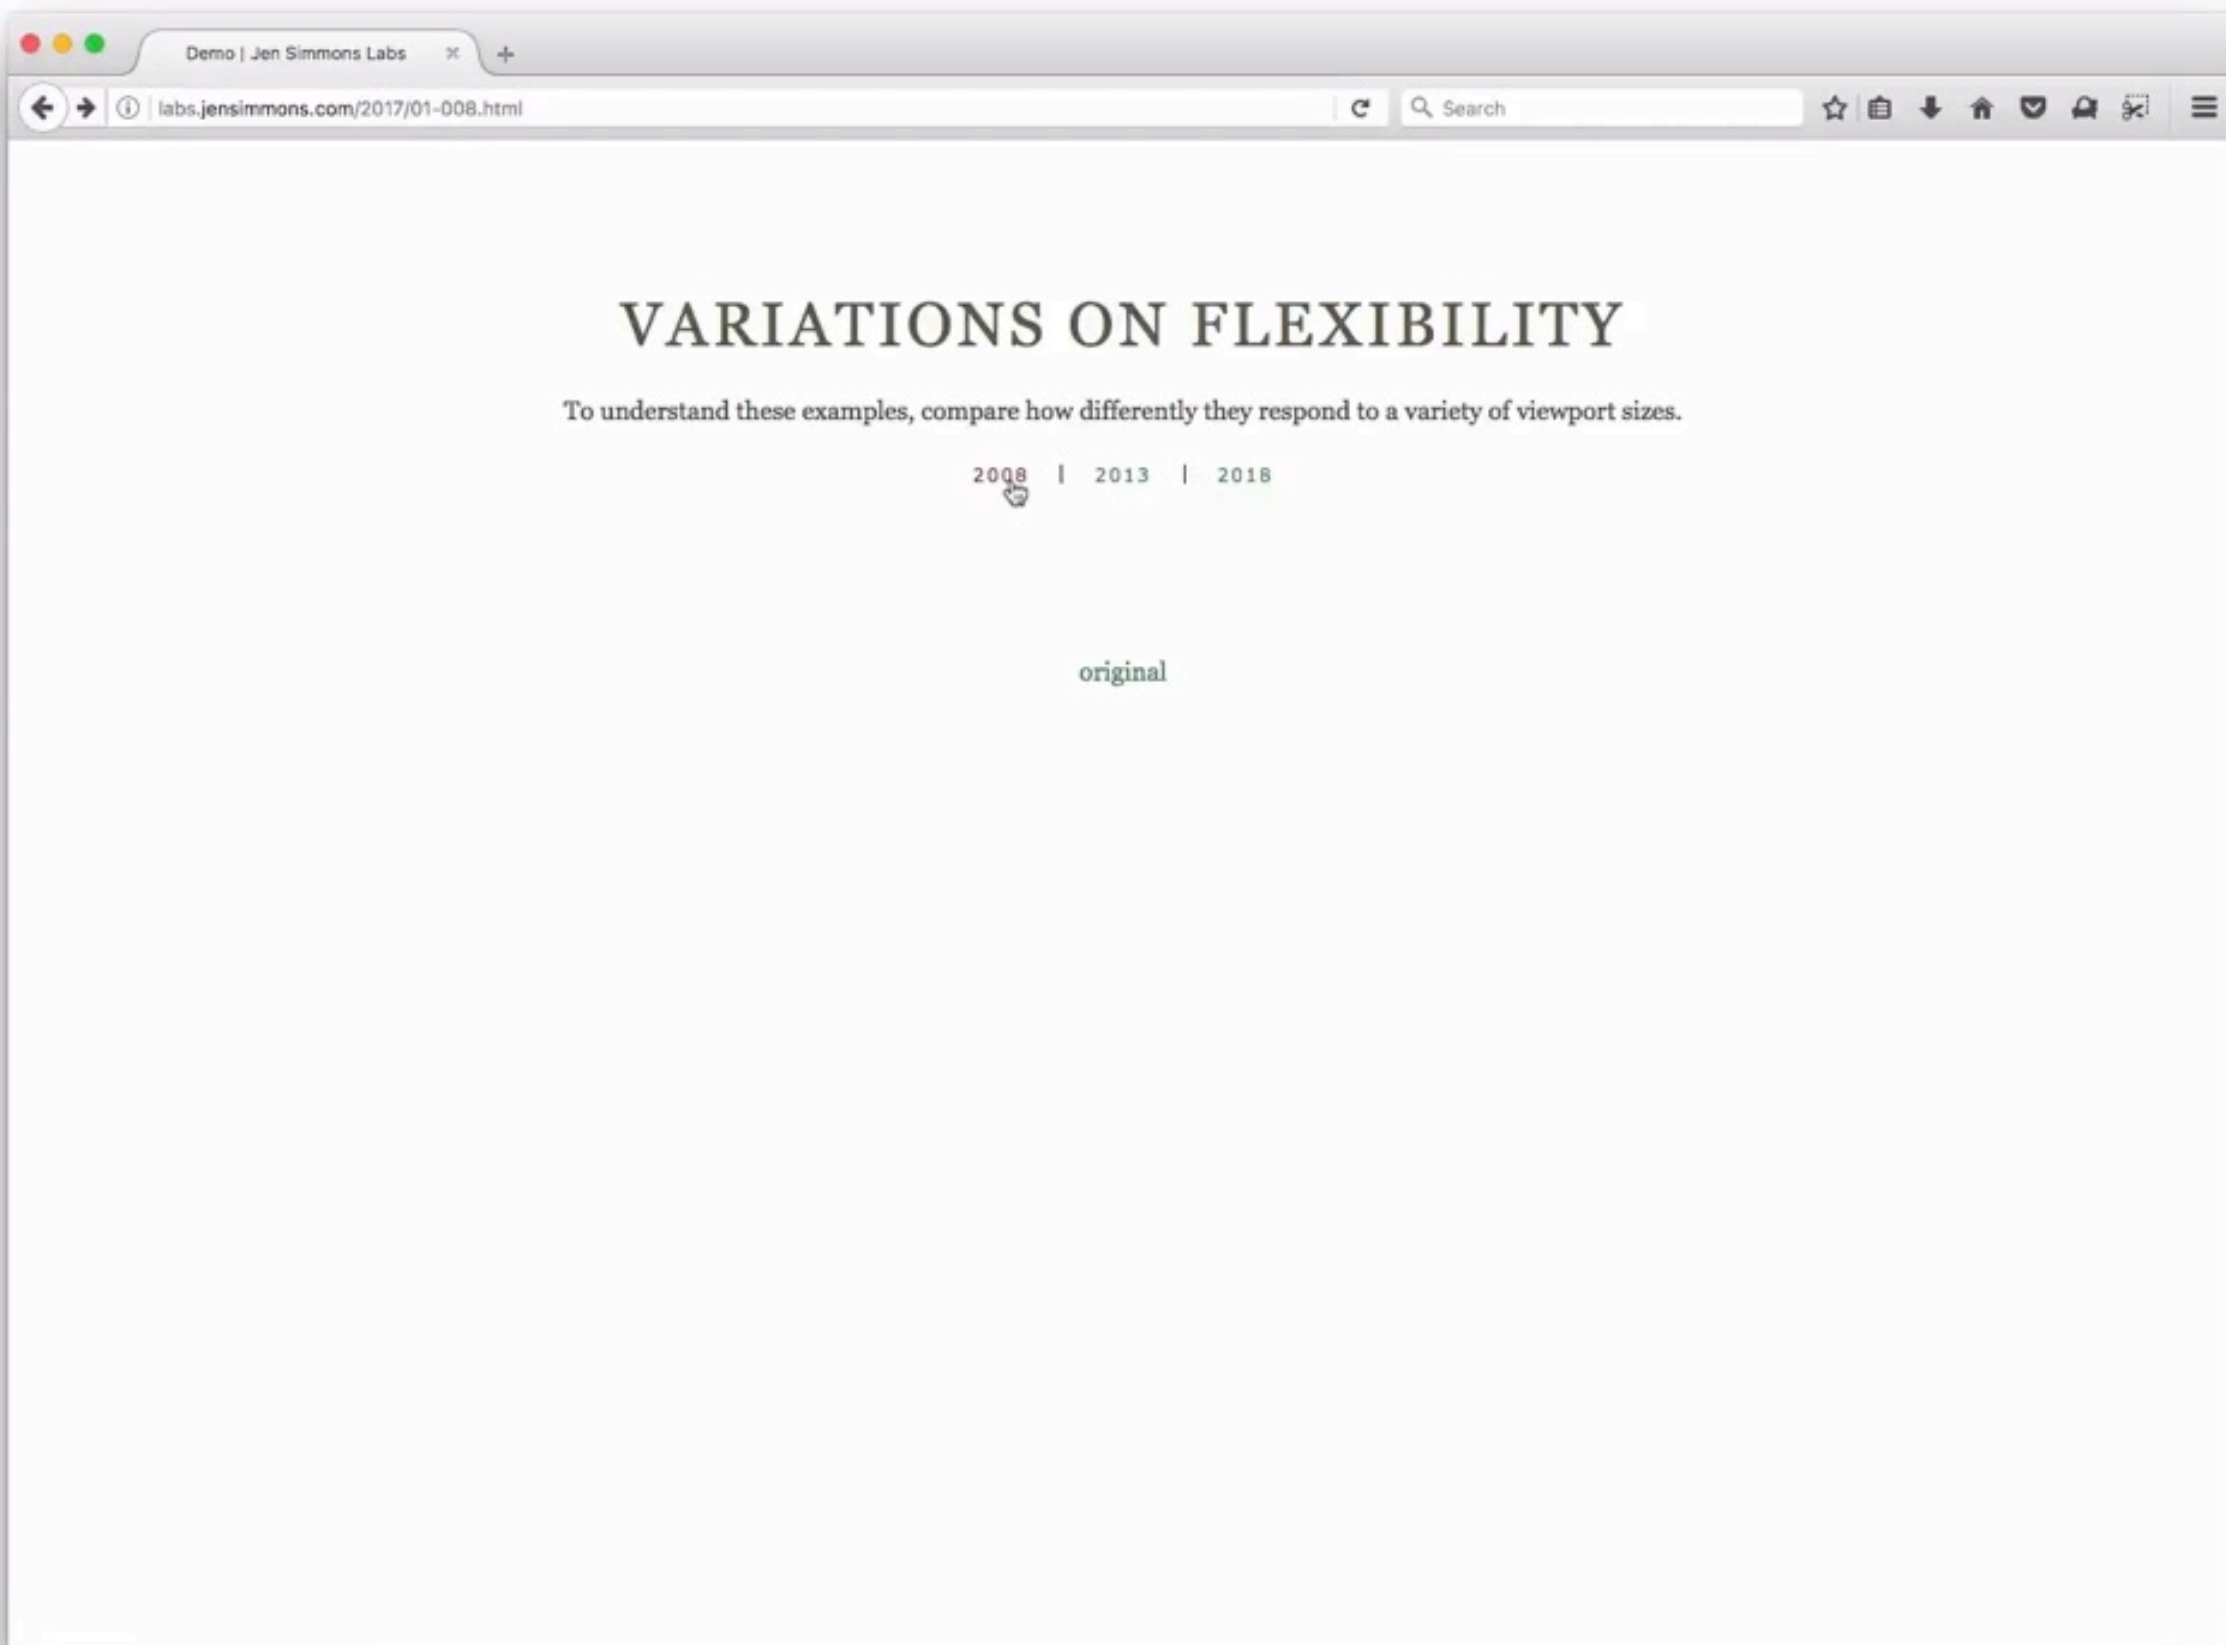 Demo | Jen Simmons Labs
labs.jensimmons.com/2017/01-008.html
Search
VARIATIONS ON FLEXIBILITY
To understand these examples, compare how differently they respond to a variety of viewport sizes.
2008 | 2013 | 2018
original